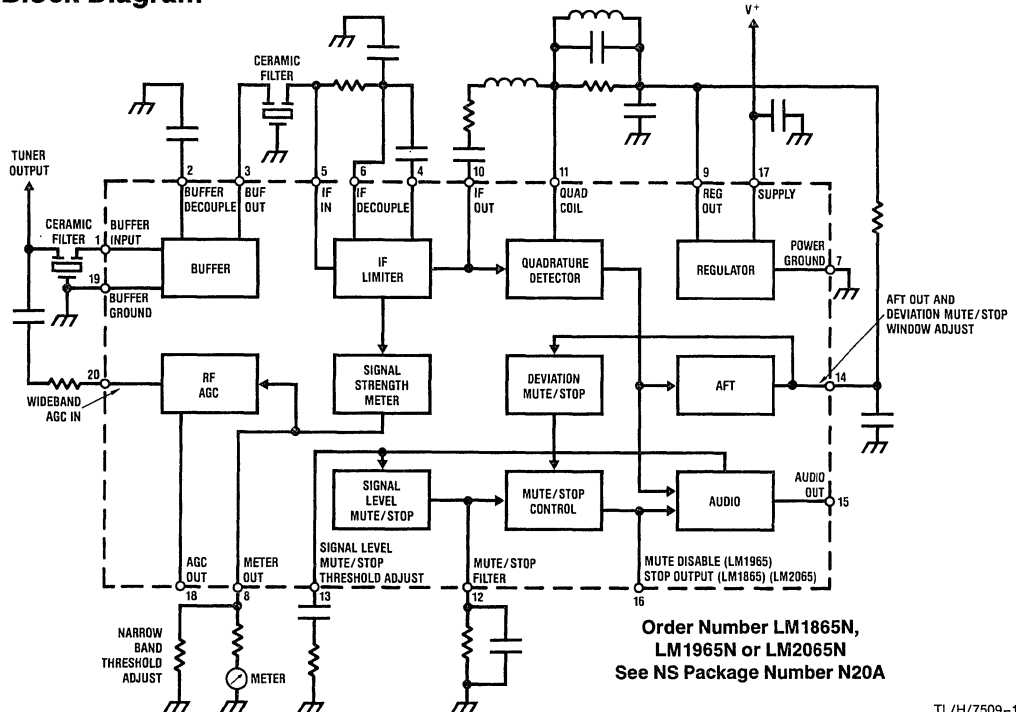 Block Diagram
V+
CERAMIC
FILTER
TUNER
OUTPUT
2
3
5
6
4
10
11
9
17
BUFFER
DECOUPLE
BUF
OUT
IF
IN
IF
DECOUPLE
IF
OUT
QUAD
COIL
REG
OUT
SUPPLY
CERAMIC
FILTER
BUFFER
INPUT
1
BUFFER
IF
LIMITER
QUADRATURE
DETECTOR
REGULATOR
POWER
GROUND
7
19
BUFFER
GROUND
AFT OUT AND
DEVIATION MUTE/STOP
WINDOW ADJUST
20
WIDEBAND
AGC IN
RF
AGC
SIGNAL
STRENGTH
METER
DEVIATION
MUTE/STOP
AFT
14
SIGNAL
LEVEL
MUTE/STOP
MUTE/STOP
CONTROL
AUDIO
AUDIO
OUT
15
AGC
OUT
METER
OUT
SIGNAL LEVEL
MUTE/STOP
THRESHOLD ADJUST
MUTE/STOP
FILTER
MUTE DISABLE (LM1965)
STOP OUTPUT (LM1865) (LM2065)
18
8
13
12
16
NARROW
BAND
THRESHOLD
ADJUST
METER
Order Number LM1865N,
LM1965N or LM2065N
See NS Package Number N20A
TL/H/7509–1